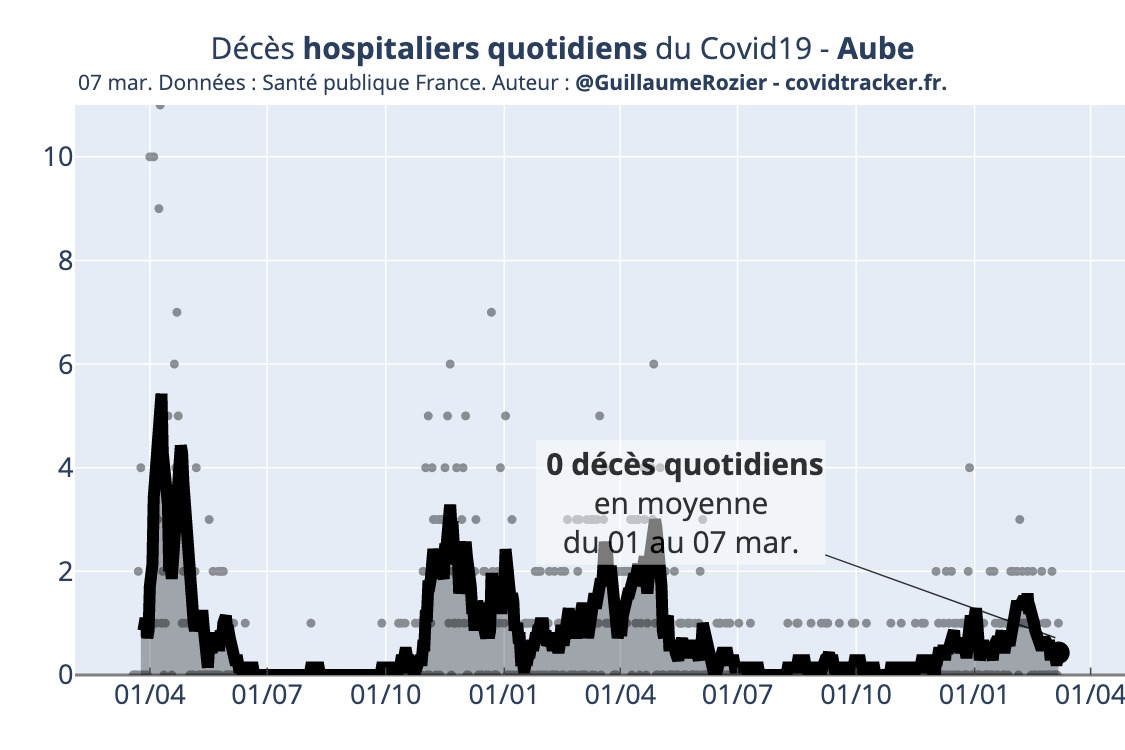 Décès hospitaliers quotidiens du Covid19 - Aube
07 mar. Données : Santé publique France. Auteur : @GuillaumeRozier - covidtracker.fr.
10
8
6
4
2
0
0 décès quotidiens
en moyenne
du 01 au 07 mar.
01/04 01/07 01/10 01/01 01/04 01/07 01/10 01/01 01/04